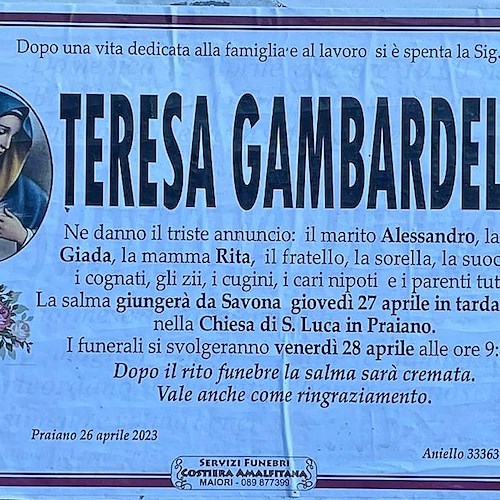 Dopo una vita dedicata alla famiglia e al lavoro si è spenta la Sig.
TERESA GAMBARDEL
Ne danno il triste annuncio: il marito Alessandro, la
Giada, la mamma Rita, il fratello, la sorella, la suoc
i cognati, gli zii, i cugini, i cari nipoti e i parenti tut
La salma giungerà da Savona giovedì 27 aprile in tarda
nella Chiesa di S. Luca in Praiano.
I funerali si svolgeranno venerdì 28 aprile alle ore 9:
Dopo il rito funebre la salma sarà cremata.
Vale anche come ringraziamento.
Praiano 26 aprile 2023
Aniello 33363
SERVIZI FUNEBRI
COSTIERA AMALFITANA
MAIORI - 089 877399